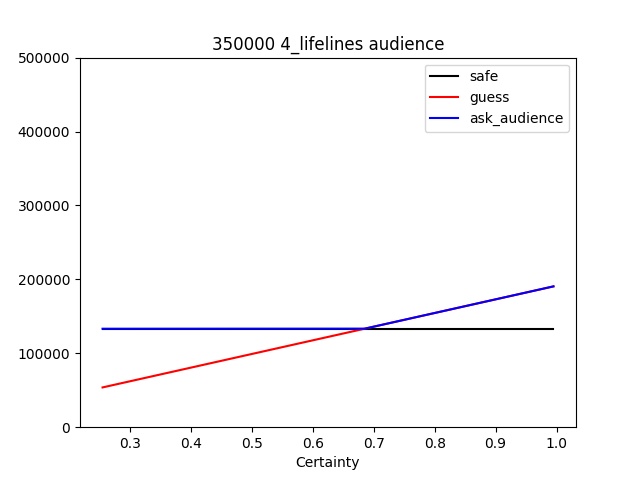 350000 4_lifelines audience
500000
400000
300000
200000
100000
0
safe
guess
ask_audience
0.3 0.4 0.5 0.6 0.7 0.8 0.9 1.0
Certainty